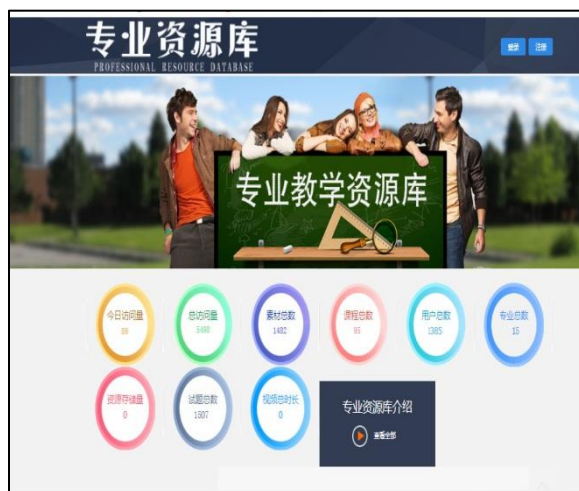 专业资源库
PROFESSIONAL RESOURCE DATABASE
登录 注册
专业教学资源库
今日访问量
总访问量
素材总数
1402
课程总数
95
用户总数
1385
专业总数
15
资源存储量
0
试题总数
1507
视频总时长
0
专业资源库介绍
查看全部